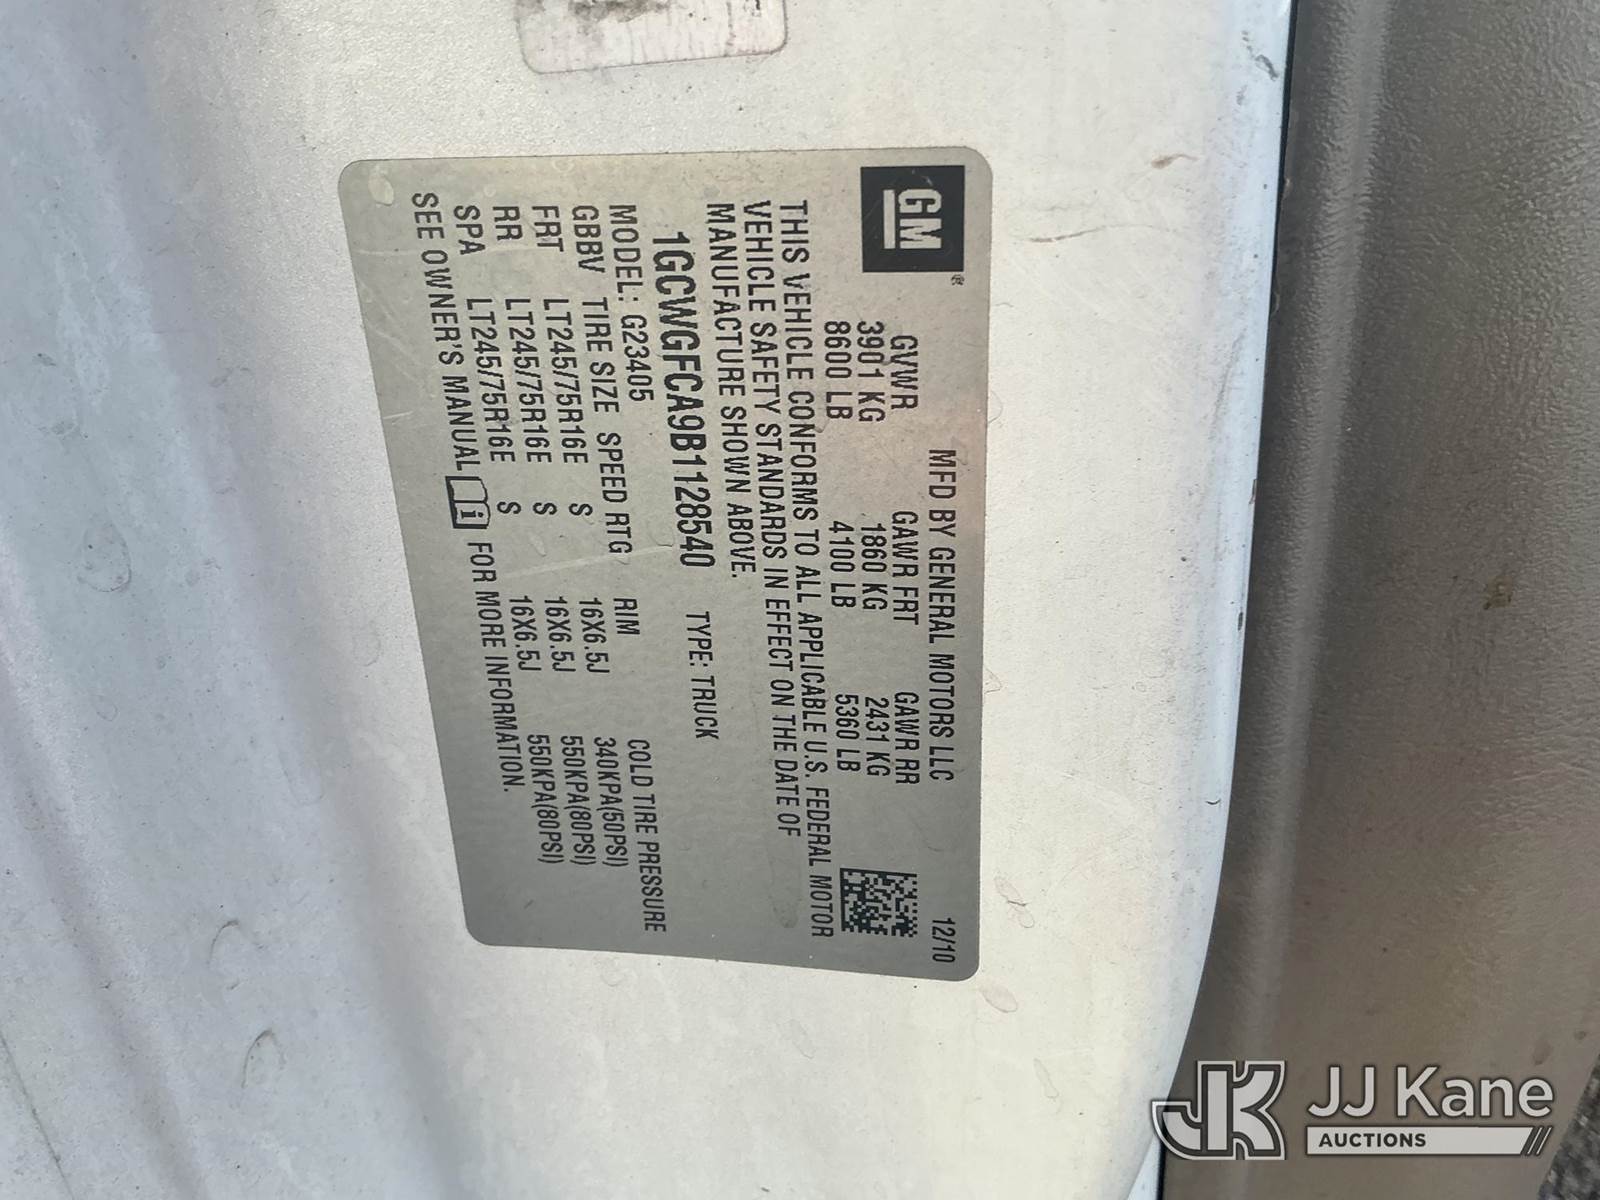 GM®
MFD BY GENERAL MOTORS LLC 12/10
GVWR GAWR FRT GAWR RR
3901 KG 1860 KG 2431 KG
8600 LB 4100 LB 5360 LB
THIS VEHICLE CONFORMS TO ALL APPLICABLE U.S. FEDERAL MOTOR
VEHICLE SAFETY STANDARDS IN EFFECT ON THE DATE OF
MANUFACTURE SHOWN ABOVE.
1GCWGFCA9B1128540 TYPE: TRUCK
MODEL: G23405
GBBV TIRE SIZE SPEED RTG RIM COLD TIRE PRESSURE
FRT LT245/75R16E S 16X6.5J 340KPA(50PSI)
RR LT245/75R16E S 16X6.5J 550KPA(80PSI)
SPA LT245/75R16E S 16X6.5J 550KPA(80PSI)
SEE OWNER'S MANUAL i FOR MORE INFORMATION.
JK JJ Kane
AUCTIONS